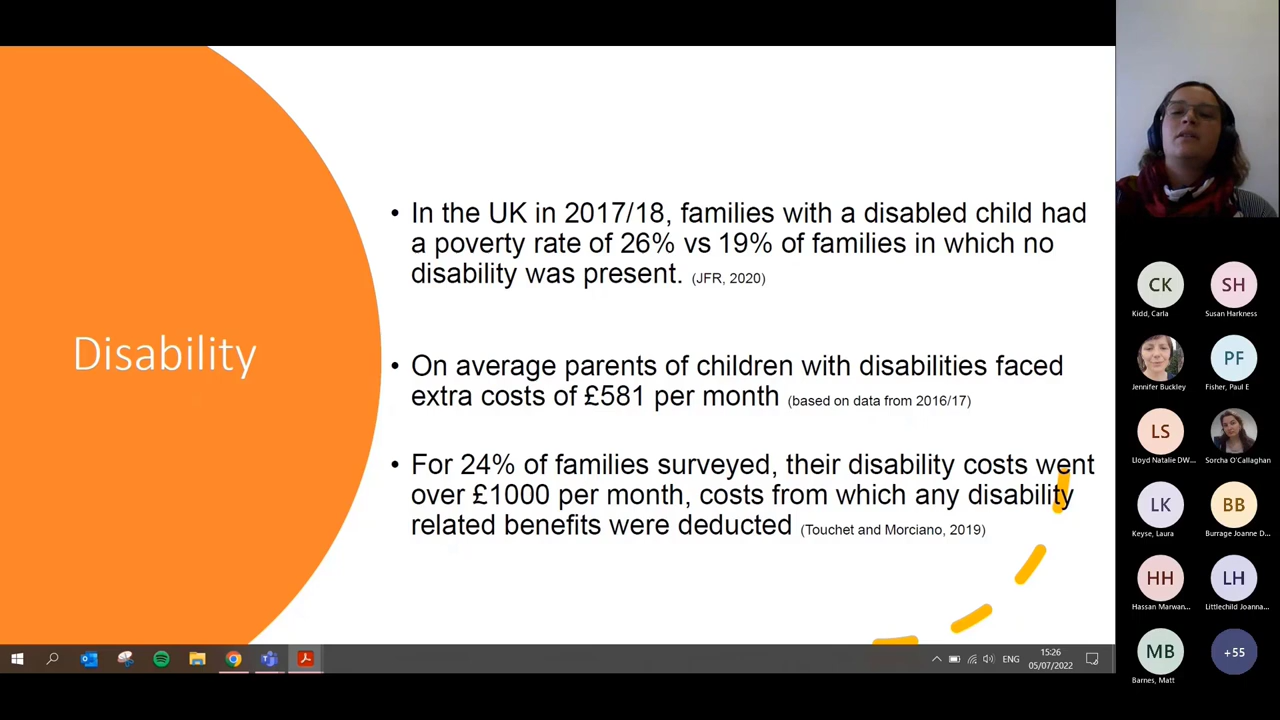 Disability
• In the UK in 2017/18, families with a disabled child had
a poverty rate of 26% vs 19% of families in which no
disability was present. (JFR, 2020)
• On average parents of children with disabilities faced
extra costs of £581 per month (based on data from 2016/17)
• For 24% of families surveyed, their disability costs went
over £1000 per month, costs from which any disability
related benefits were deducted (Touchet and Morciano, 2019)
ENG
15:26
05/07/2022
CK
SH
Kidd, Carla
Susan Harkness
PF
Jennifer Buckley
Fisher, Paul E
LS
Lloyd Natalie DW...
Sorcha O'Callaghan
LK
BB
Keyse, Laura
Burrage Joanne D...
HH
LH
Hassan Marwan...
Littlechild Joanna...
MB
+55
Barnes, Matt